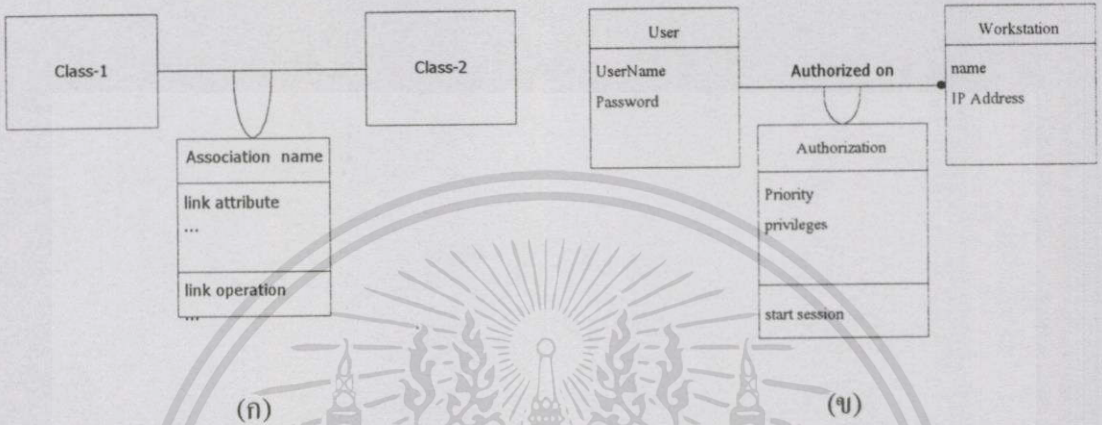 Class-1
Class-2
Association name
link attribute
...
link operation
...
(ก)
User
UserName
Password
Authorized on
Workstation
name
IP Address
Authorization
Priority
privileges
start session
(ข)